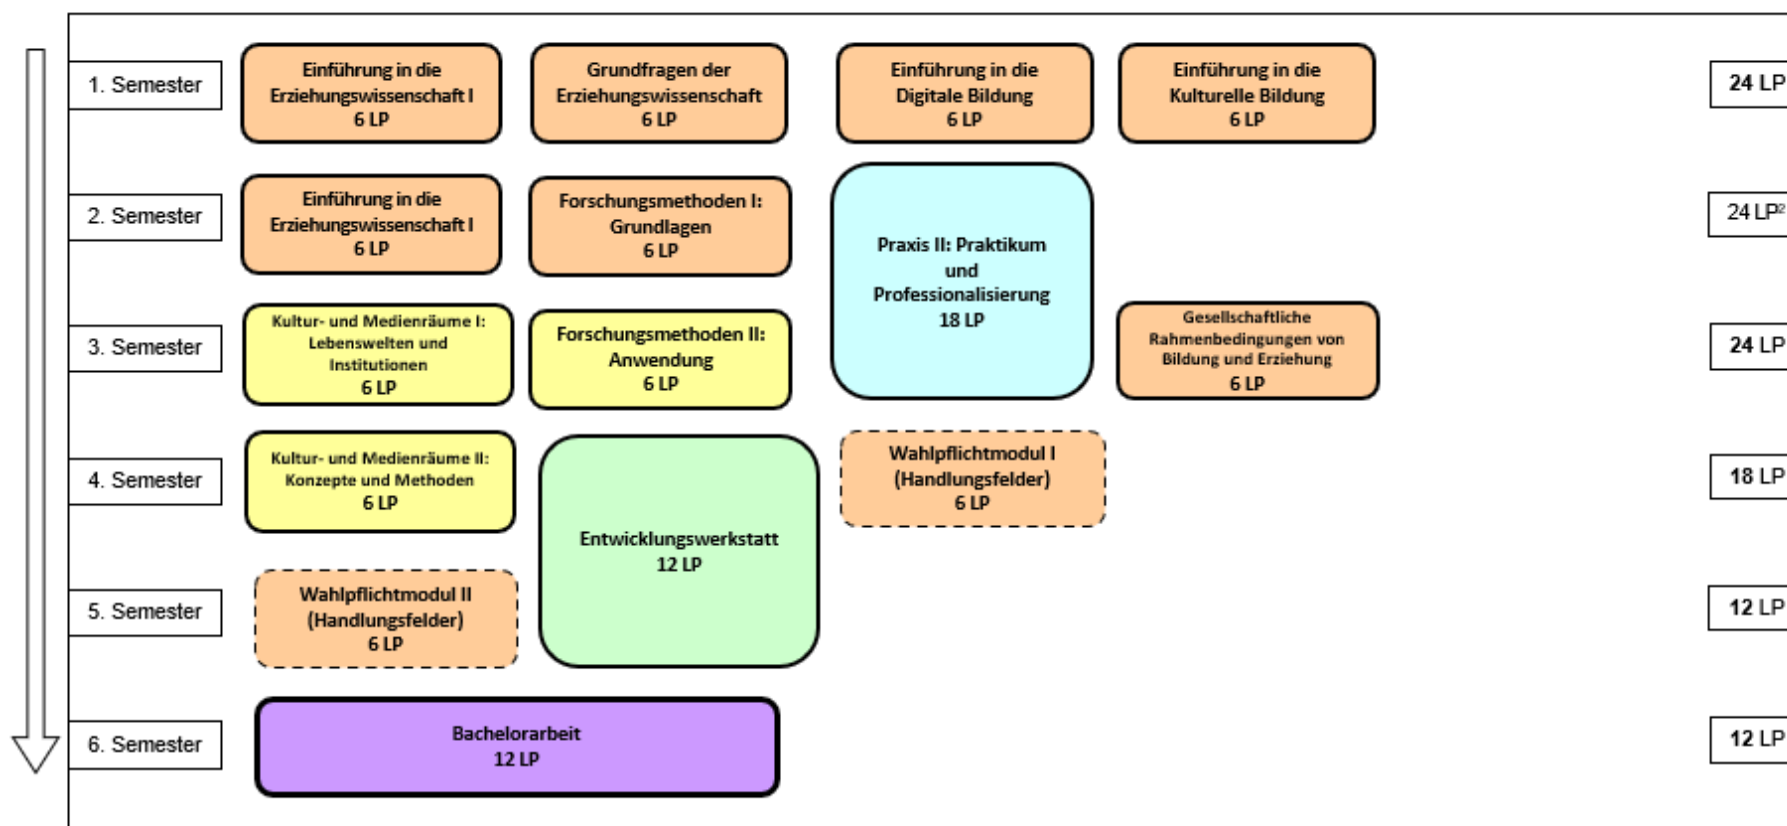 1. Semester
Einführung in die
Erziehungswissenschaft I
6 LP
Grundfragen der
Erziehungswissenschaft
6 LP
Einführung in die
Digitale Bildung
6 LP
Einführung in die
Kulturelle Bildung
6 LP
24 LP
2. Semester
Einführung in die
Erziehungswissenschaft I
6 LP
Forschungsmethoden I:
Grundlagen
6 LP
Praxis II: Praktikum
und
Professionalisierung
18 LP
24 LP²
3. Semester
Kultur- und Medienräume I:
Lebenswelten und
Institutionen
6 LP
Forschungsmethoden II:
Anwendung
6 LP
Gesellschaftliche
Rahmenbedingungen von
Bildung und Erziehung
6 LP
24 LP
4. Semester
Kultur- und Medienräume II:
Konzepte und Methoden
6 LP
Entwicklungswerkstatt
12 LP
Wahlpflichtmodul I
(Handlungsfelder)
6 LP
18 LP
5. Semester
Wahlpflichtmodul II
(Handlungsfelder)
6 LP
12 LP
6. Semester
Bachelorarbeit
12 LP
12 LP